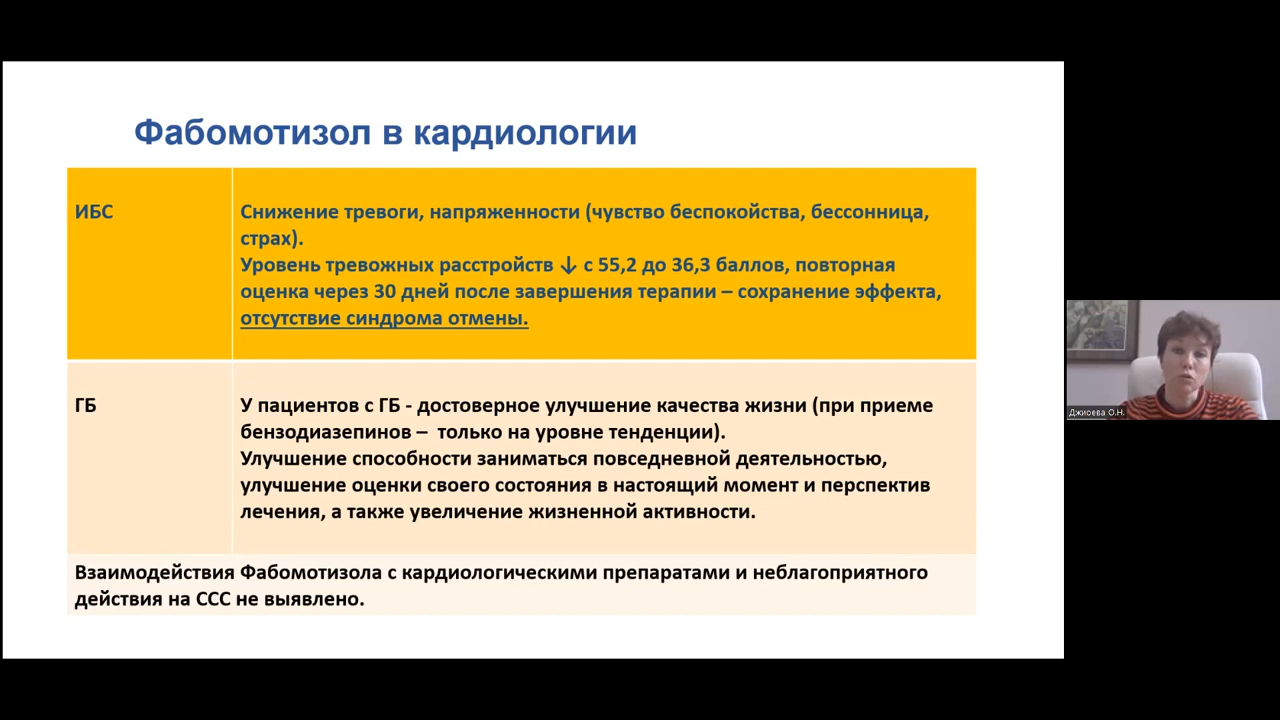 Фабомотизол в кардиологии
ИБС
Снижение тревоги, напряженности (чувство беспокойства, бессонница,
страх).
Уровень тревожных расстройств ↓ с 55,2 до 36,3 баллов, повторная
оценка через 30 дней после завершения терапии – сохранение эффекта,
отсутствие синдрома отмены.
ГБ
У пациентов с ГБ - достоверное улучшение качества жизни (при приеме
бензодиазепинов – только на уровне тенденции).
Улучшение способности заниматься повседневной деятельностью,
улучшение оценки своего состояния в настоящий момент и перспектив
лечения, а также увеличение жизненной активности.
Взаимодействия Фабомотизола с кардиологическими препаратами и неблагоприятного
действия на ССС не выявлено.
Джиоева О.Н.